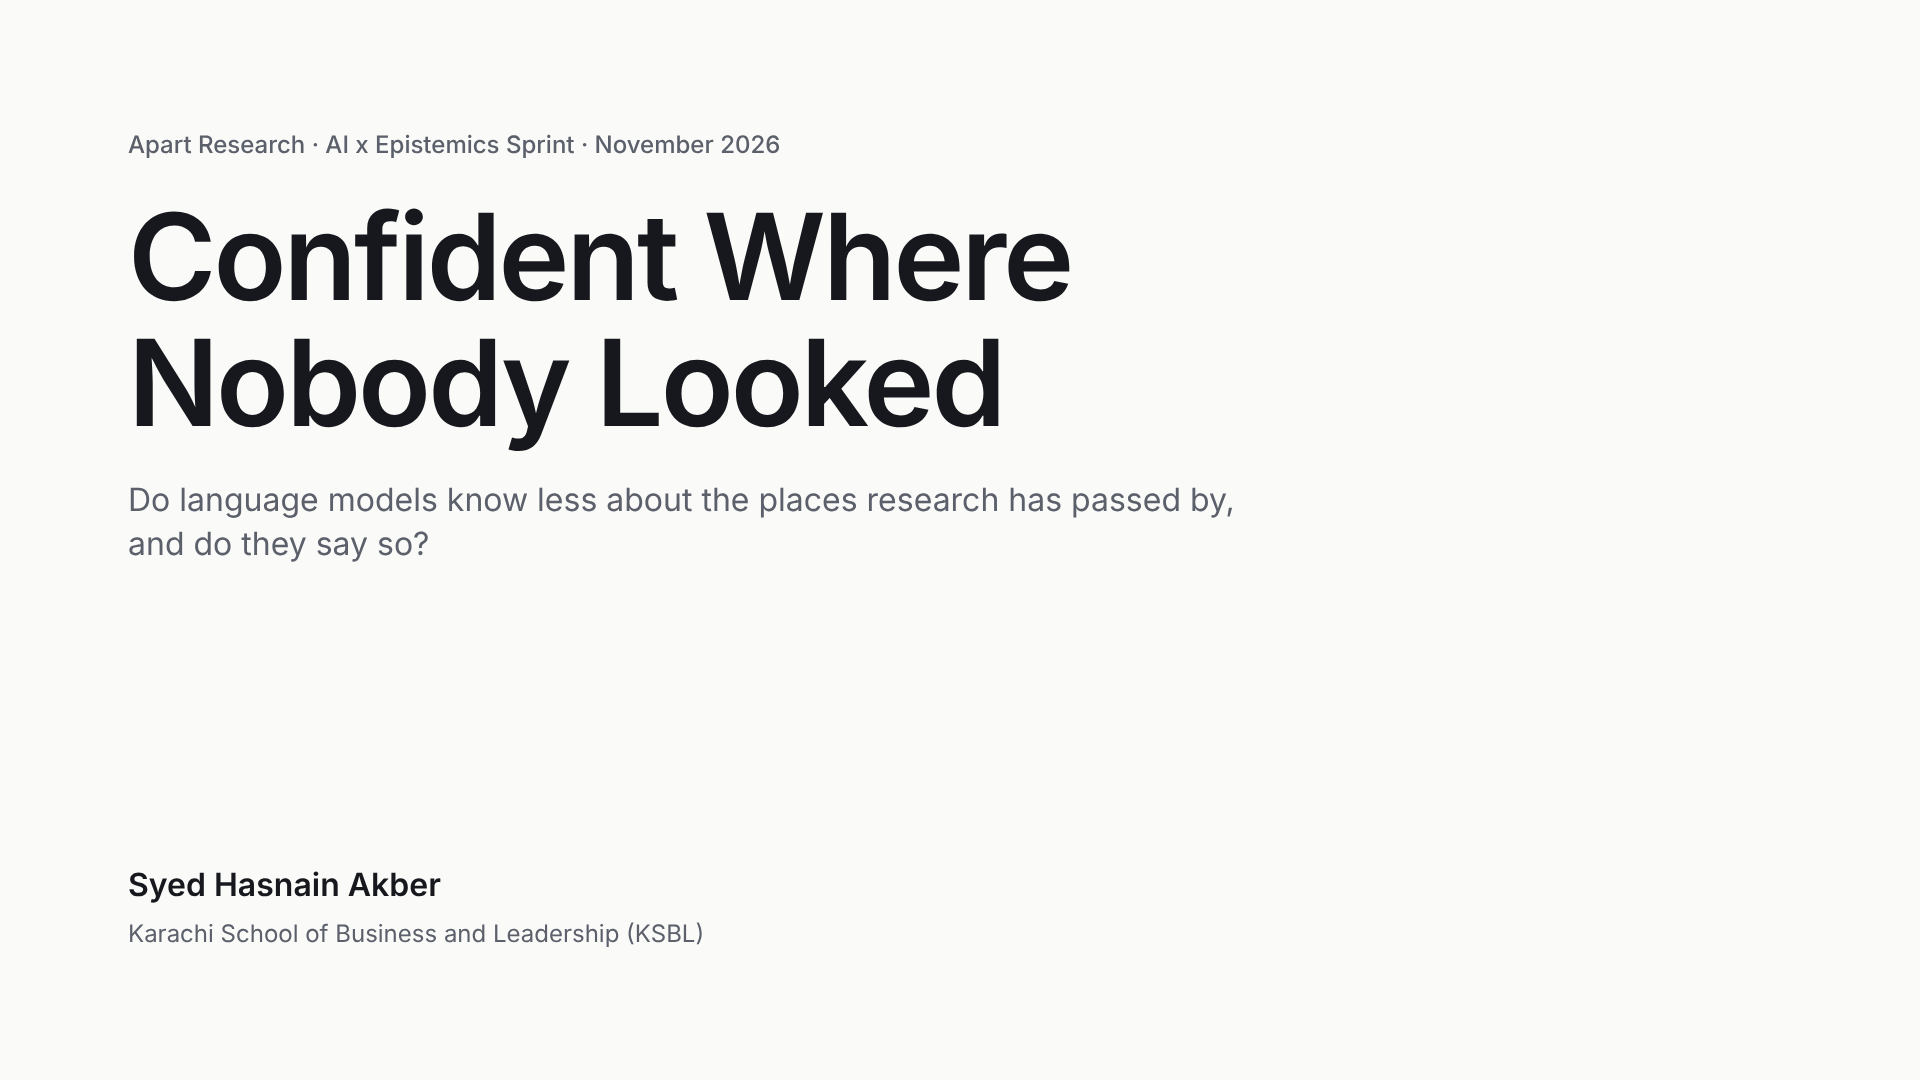 Apart Research · AI x Epistemics Sprint · November 2026
Confident Where
Nobody Looked
Do language models know less about the places research has passed by,
and do they say so?
Syed Hasnain Akber
Karachi School of Business and Leadership (KSBL)